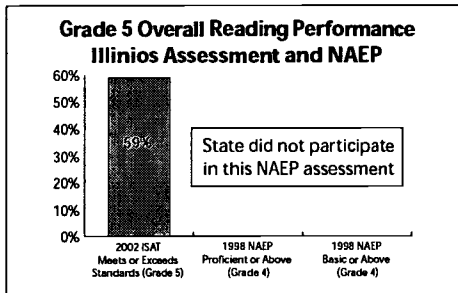 Grade 5 Overall Reading Performance
Illinios Assessment and NAEP
60%
50%
40%
30%
20%
10%
0%
59%
State did not participate
in this NAEP assessment
2002 ISAT
Meets or Exceeds
Standards (Grade 5)
1998 NAEP
Proficient or Above
(Grade 4)
1998 NAEP
Basic or Above
(Grade 4)